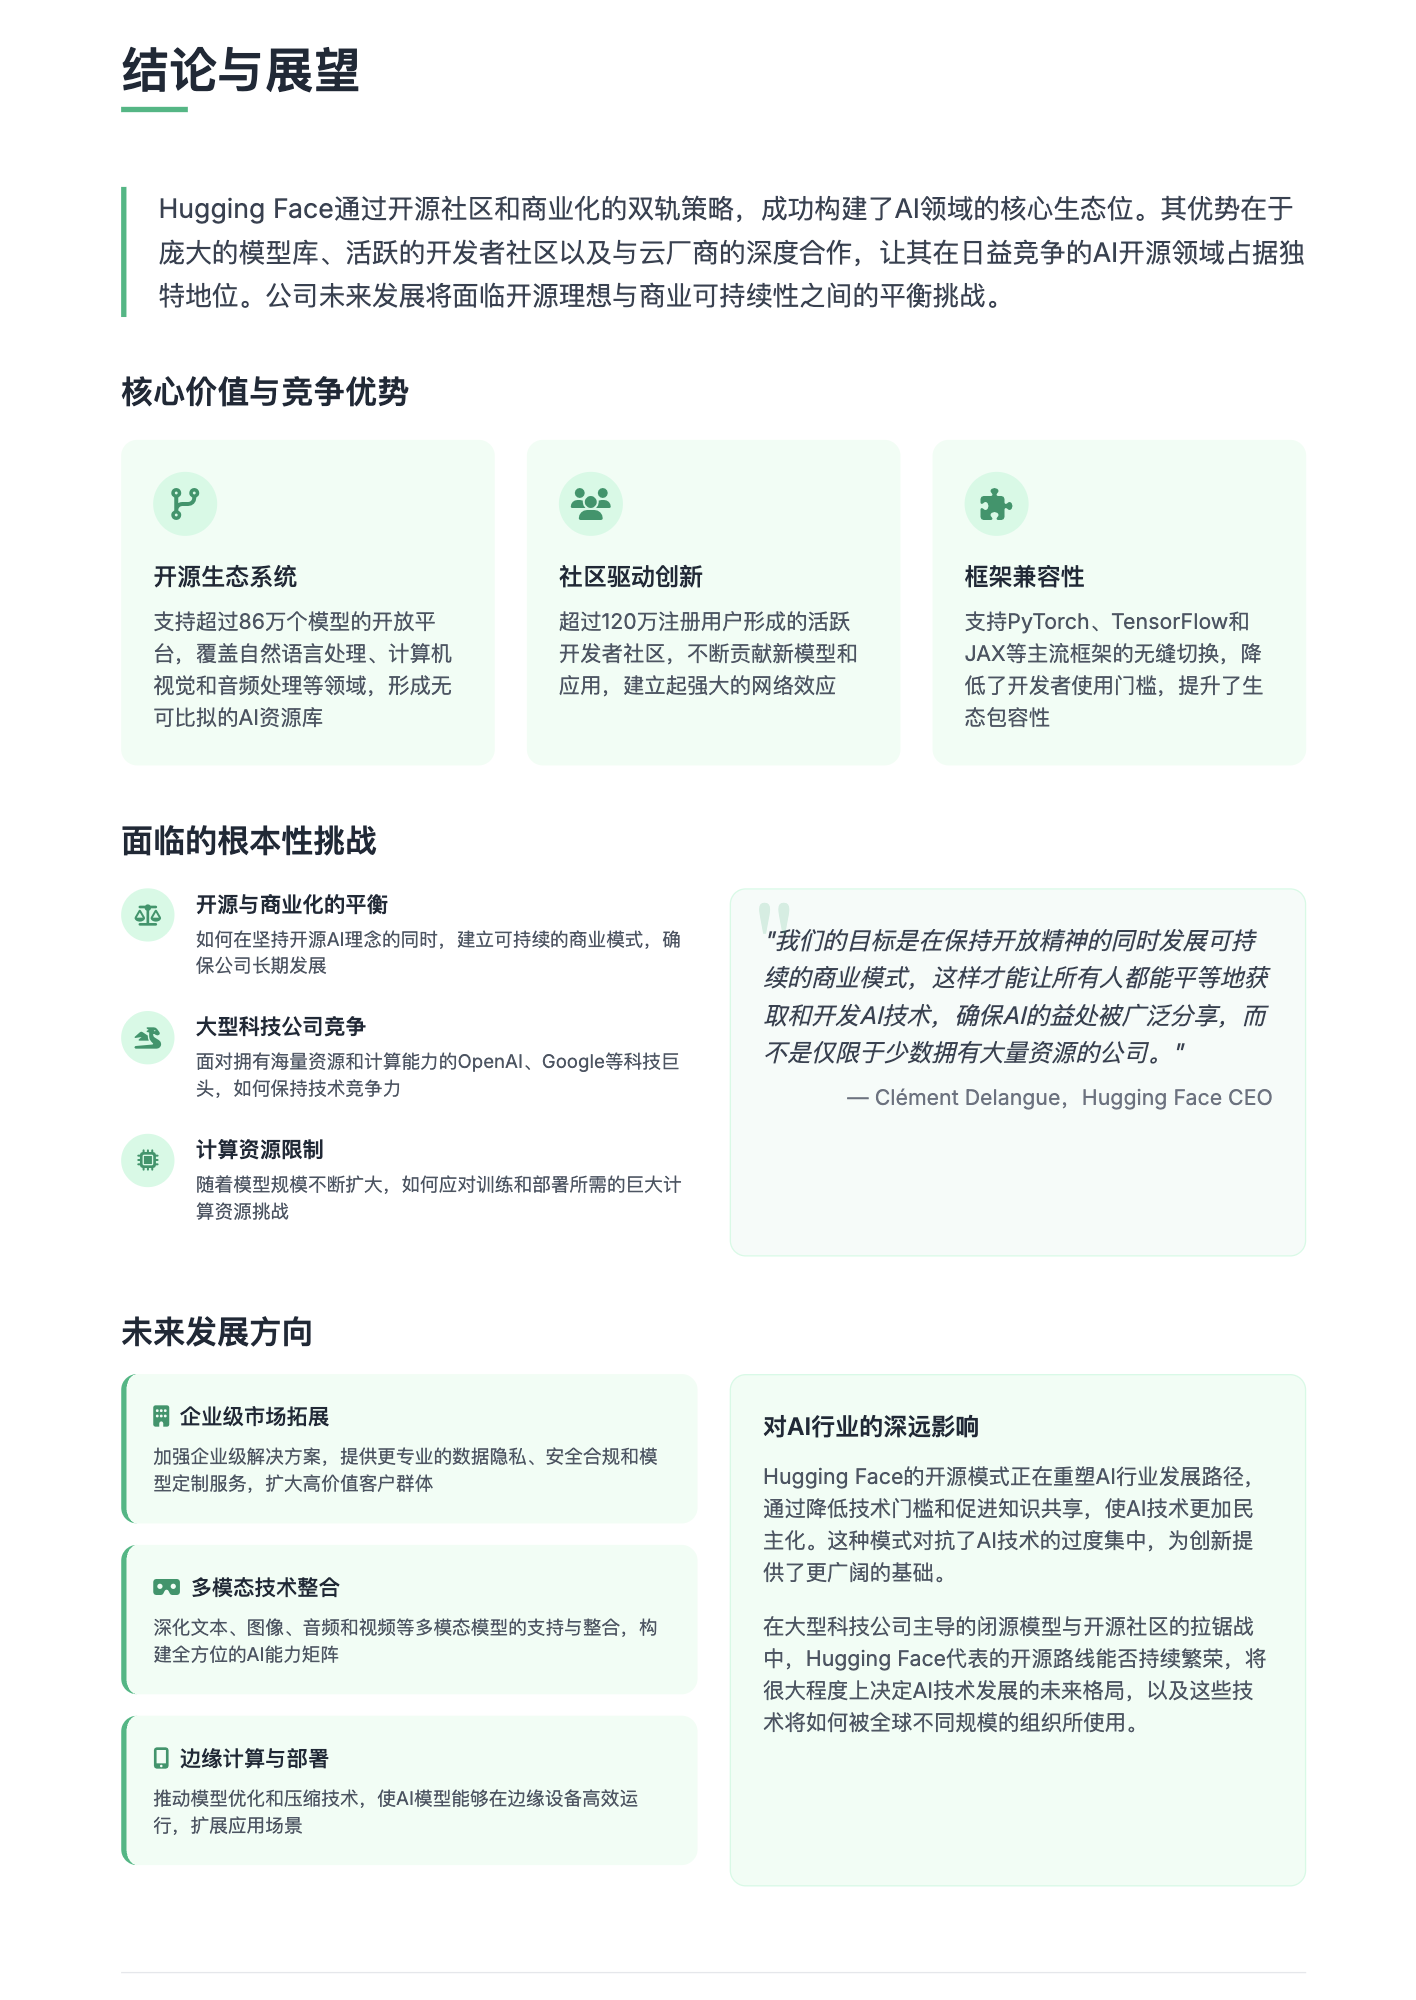 结论与展望
Hugging Face通过开源社区和商业化的双轨策略，成功构建了AI领域的核心生态位。其优势在于
庞大的模型库、活跃的开发者社区以及与云厂商的深度合作，让其在日益竞争的AI开源领域占据独
特地位。公司未来发展将面临开源理想与商业可持续性之间的平衡挑战。
核心价值与竞争优势
开源生态系统
支持超过86万个模型的开放平
台，覆盖自然语言处理、计算机
视觉和音频处理等领域，形成无
可比拟的AI资源库
社区驱动创新
超过120万注册用户形成的活跃
开发者社区，不断贡献新模型和
应用，建立起强大的网络效应
框架兼容性
支持PyTorch、TensorFlow和
JAX等主流框架的无缝切换，降
低了开发者使用门槛，提升了生
态包容性
面临的根本性挑战
开源与商业化的平衡
如何在坚持开源AI理念的同时，建立可持续的商业模式，确
保公司长期发展
大型科技公司竞争
面对拥有海量资源和计算能力的OpenAI、Google等科技巨
头，如何保持技术竞争力
计算资源限制
随着模型规模不断扩大，如何应对训练和部署所需的巨大计
算资源挑战
"我们的目标是在保持开放精神的同时发展可持
续的商业模式，这样才能让所有人都能平等地获
取和开发AI技术，确保AI的益处被广泛分享，而
不是仅限于少数拥有大量资源的公司。"
— Clément Delangue，Hugging Face CEO
未来发展方向
企业级市场拓展
加强企业级解决方案，提供更专业的数据隐私、安全合规和模
型定制服务，扩大高价值客户群体
多模态技术整合
深化文本、图像、音频和视频等多模态模型的支持与整合，构
建全方位的AI能力矩阵
边缘计算与部署
推动模型优化和压缩技术，使AI模型能够在边缘设备高效运
行，扩展应用场景
对AI行业的深远影响
Hugging Face的开源模式正在重塑AI行业发展路径，
通过降低技术门槛和促进知识共享，使AI技术更加民
主化。这种模式对抗了AI技术的过度集中，为创新提
供了更广阔的基础。
在大型科技公司主导的闭源模型与开源社区的拉锯战
中，Hugging Face代表的开源路线能否持续繁荣，将
很大程度上决定AI技术发展的未来格局，以及这些技
术将如何被全球不同规模的组织所使用。